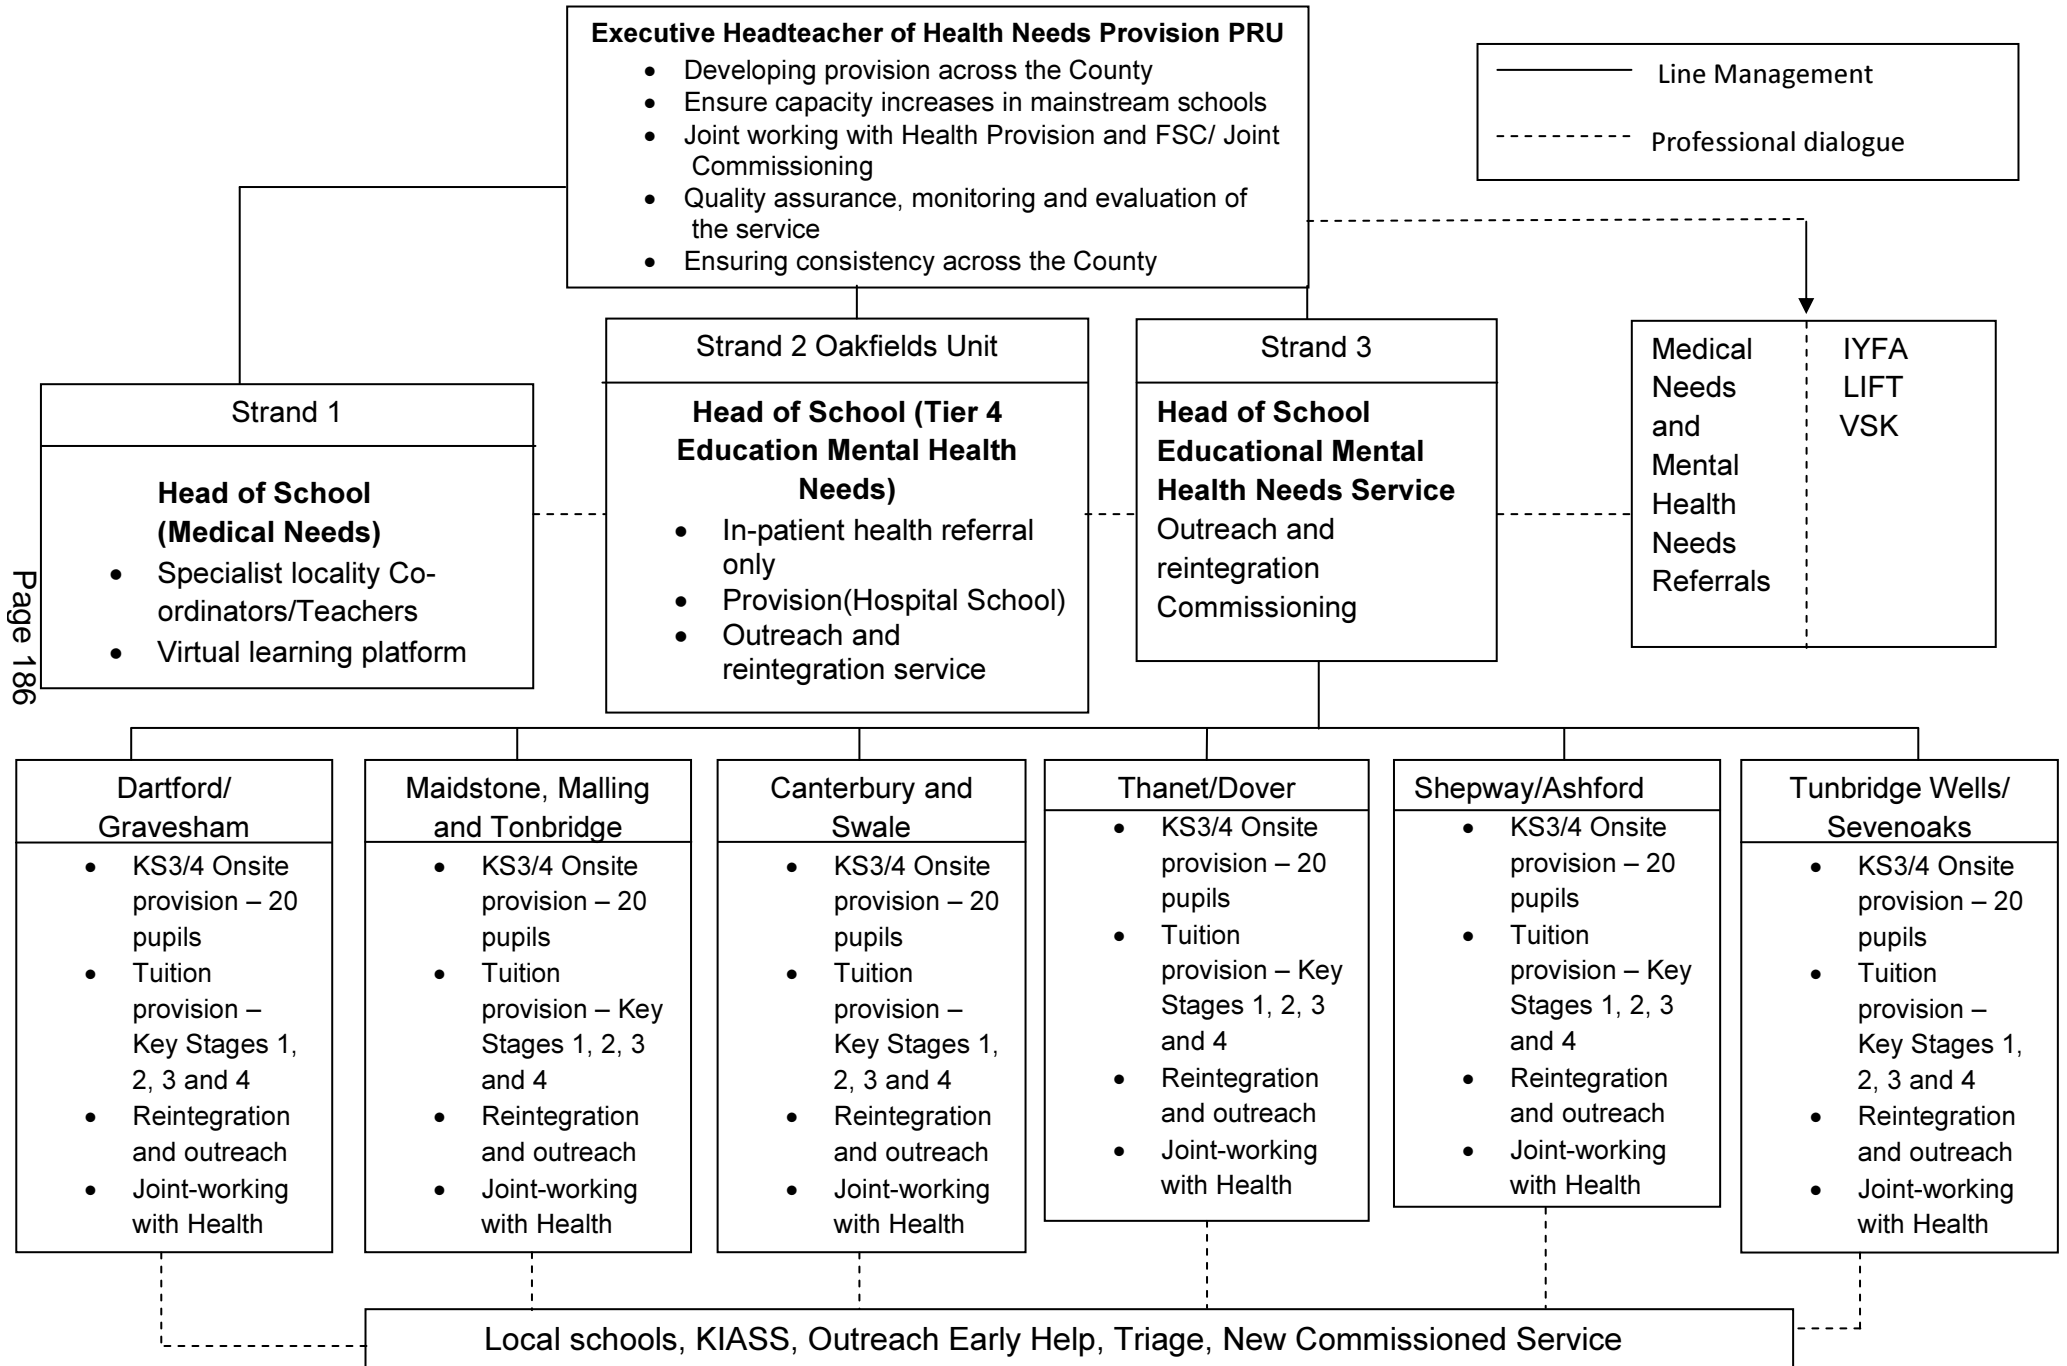 Executive Headteacher of Health Needs Provision PRU
• Developing provision across the County
• Ensure capacity increases in mainstream schools
• Joint working with Health Provision and FSC/ Joint
Commissioning
• Quality assurance, monitoring and evaluation of
the service
• Ensuring consistency across the County
Line Management
Professional dialogue
Strand 1
Head of School
(Medical Needs)
• Specialist locality Co-
ordinators/Teachers
• Virtual learning platform
Strand 2 Oakfields Unit
Head of School (Tier 4
Education Mental Health
Needs)
• In-patient health referral
only
• Provision(Hospital School)
• Outreach and
reintegration service
Strand 3
Head of School
Educational Mental
Health Needs Service
Outreach and
reintegration
Commissioning
Medical
Needs
and
Mental
Health
Needs
Referrals
IYFA
LIFT
VSK
Page 186
Dartford/
Gravesham
• KS3/4 Onsite
provision – 20
pupils
• Tuition
provision –
Key Stages 1,
2, 3 and 4
• Reintegration
and outreach
• Joint-working
with Health
Maidstone, Malling
and Tonbridge
• KS3/4 Onsite
provision – 20
pupils
• Tuition
provision – Key
Stages 1, 2, 3
and 4
• Reintegration
and outreach
• Joint-working
with Health
Canterbury and
Swale
• KS3/4 Onsite
provision – 20
pupils
• Tuition
provision –
Key Stages 1,
2, 3 and 4
• Reintegration
and outreach
• Joint-working
with Health
Thanet/Dover
• KS3/4 Onsite
provision – 20
pupils
• Tuition
provision – Key
Stages 1, 2, 3
and 4
• Reintegration
and outreach
• Joint-working
with Health
Shepway/Ashford
• KS3/4 Onsite
provision – 20
pupils
• Tuition
provision – Key
Stages 1, 2, 3
and 4
• Reintegration
and outreach
• Joint-working
with Health
Tunbridge Wells/
Sevenoaks
• KS3/4 Onsite
provision – 20
pupils
• Tuition
provision –
Key Stages 1,
2, 3 and 4
• Reintegration
and outreach
• Joint-working
with Health
Local schools, KIASS, Outreach Early Help, Triage, New Commissioned Service